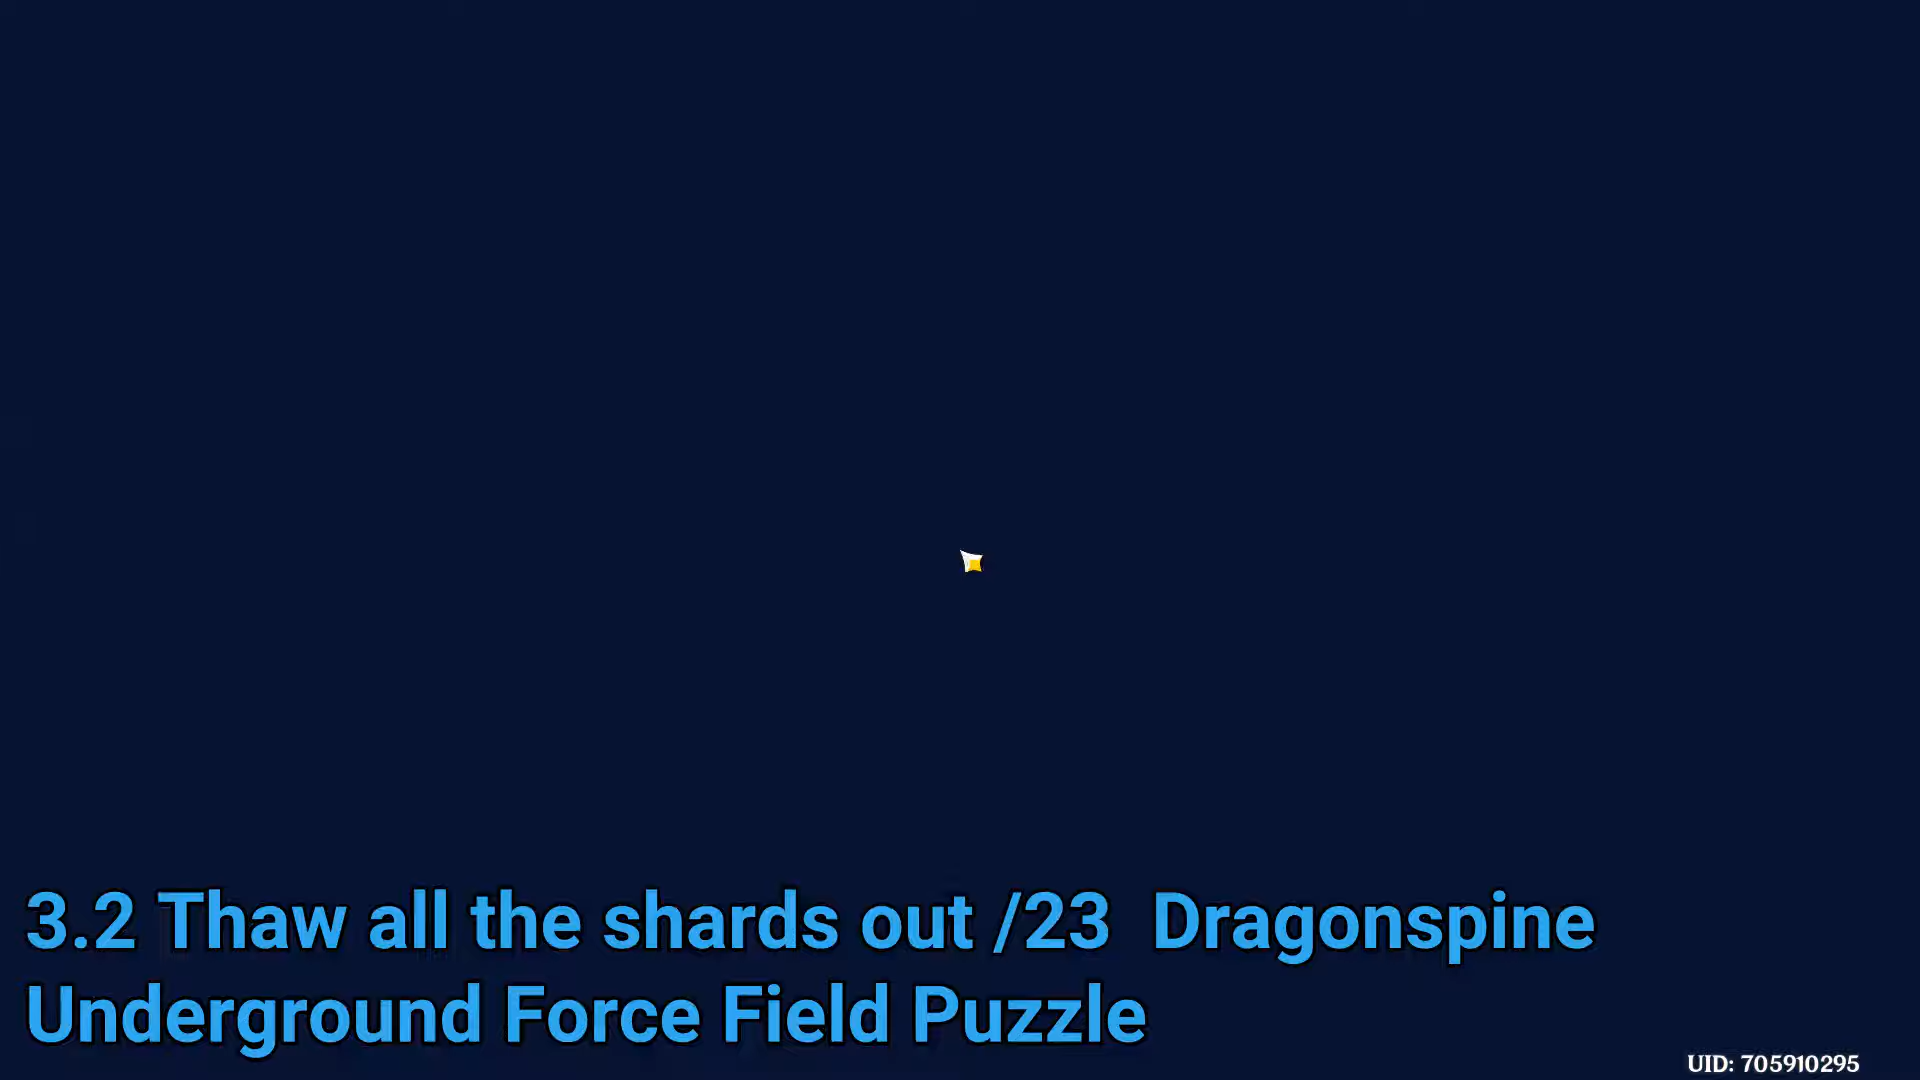 3.2 Thaw all the shards out /23 Dragonspine
Underground Force Field Puzzle
UID: 705910295